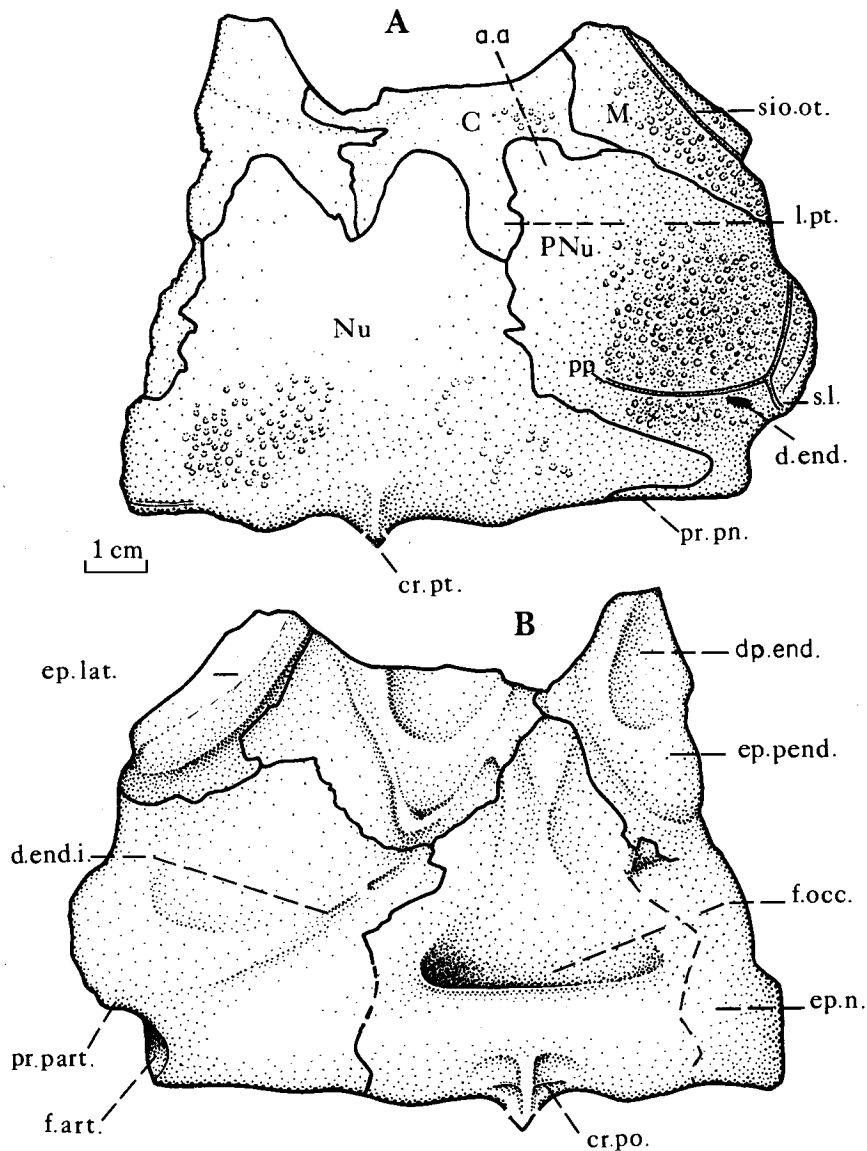 A
a.a
C
M
sio.ot.
l.pt.
PNu
Nu
pp
s.l.
d.end.
pr.pn.
1 cm
cr.pt.
B
ep.lat.
dp.end.
ep.pend.
d.end.i.
f.occ.
ep.n.
pr.part.
f.art.
cr.po.